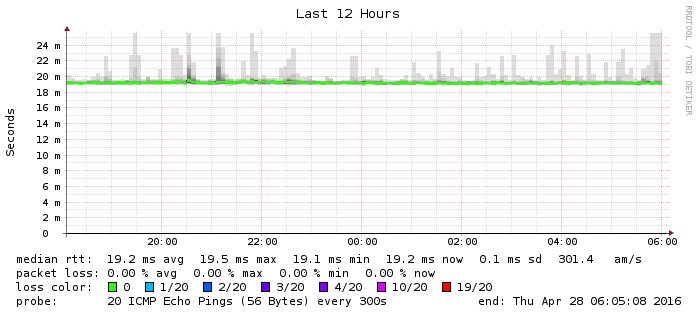 Last 12 Hours
RRDTOOL / TOBI OETIKER
Seconds
24 m
22 m
20 m
18 m
16 m
14 m
12 m
10 m
8 m
6 m
4 m
2 m
0
20:00 22:00 00:00 02:00 04:00 06:00
median rtt: 19.2 ms avg 19.5 ms max 19.1 ms min 19.2 ms now 0.1 ms sd 301.4 am/s
packet loss: 0.00 % avg 0.00 % max 0.00 % min 0.00 % now
loss color: 0 1/20 2/20 3/20 4/20 10/20 19/20
probe: 20 ICMP Echo Pings (56 Bytes) every 300s end: Thu Apr 28 06:05:08 2016